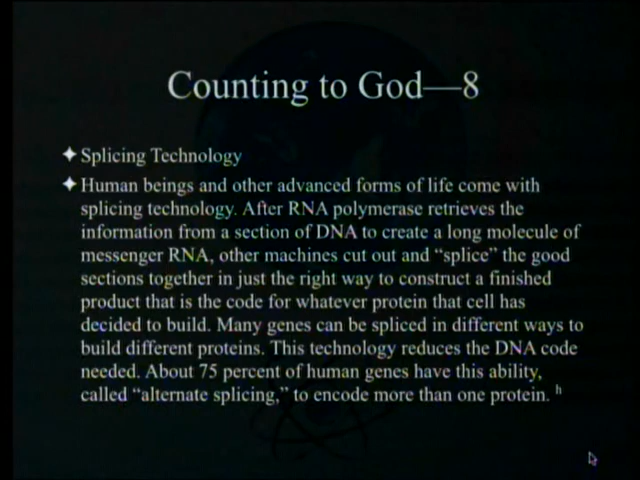 Counting to God—8
✦ Splicing Technology
✦ Human beings and other advanced forms of life come with
splicing technology. After RNA polymerase retrieves the
information from a section of DNA to create a long molecule of
messenger RNA, other machines cut out and “splice” the good
sections together in just the right way to construct a finished
product that is the code for whatever protein that cell has
decided to build. Many genes can be spliced in different ways to
build different proteins. This technology reduces the DNA code
needed. About 75 percent of human genes have this ability,
called “alternate splicing,” to encode more than one protein. h